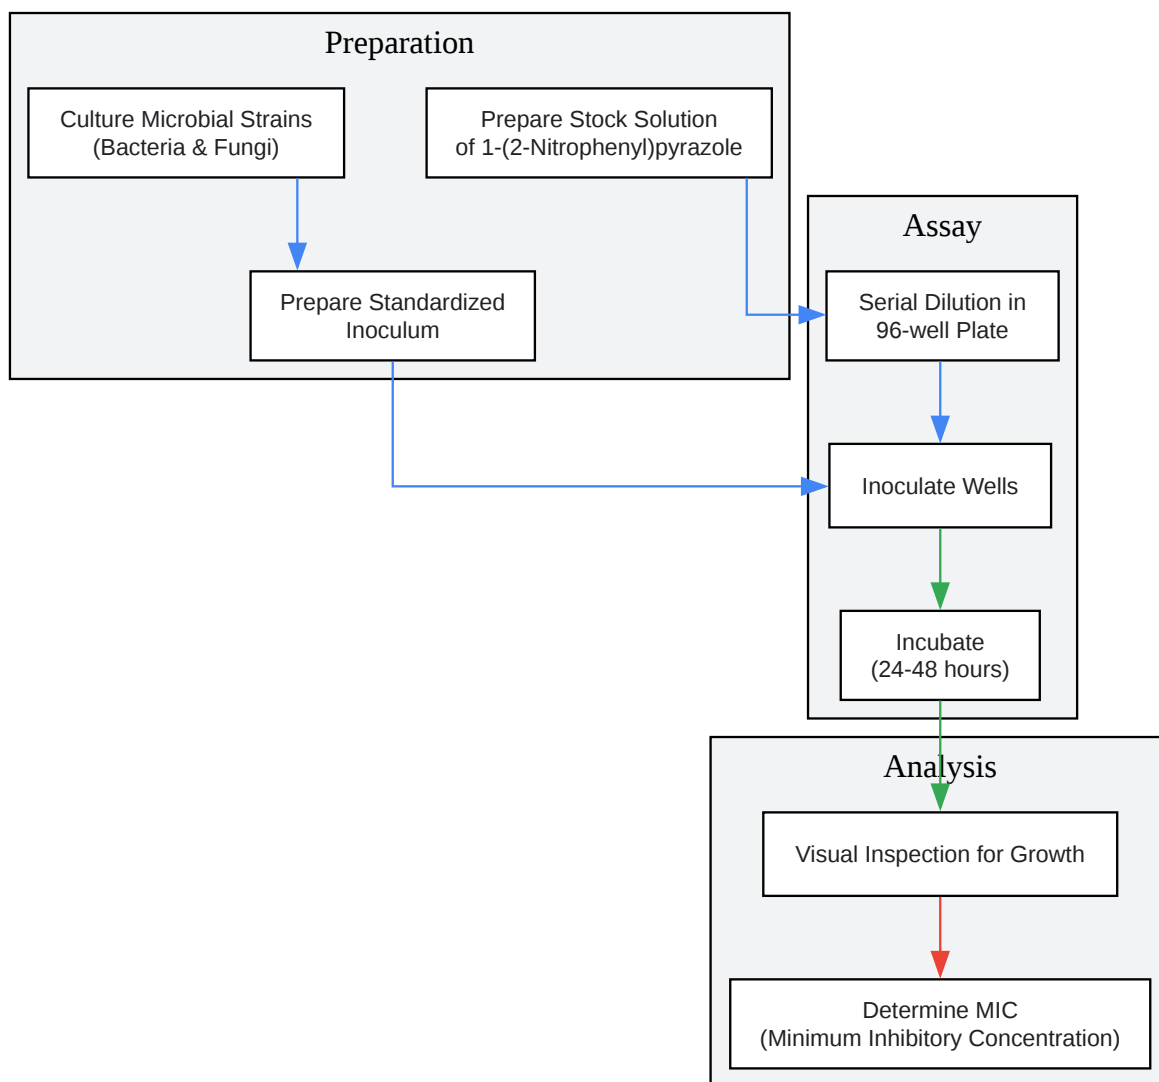 Preparation
Culture Microbial Strains
(Bacteria & Fungi)
Prepare Stock Solution
of 1-(2-Nitrophenyl)pyrazole
Prepare Standardized
Inoculum
Assay
Serial Dilution in
96-well Plate
Inoculate Wells
Incubate
(24-48 hours)
Analysis
Visual Inspection for Growth
Determine MIC
(Minimum Inhibitory Concentration)